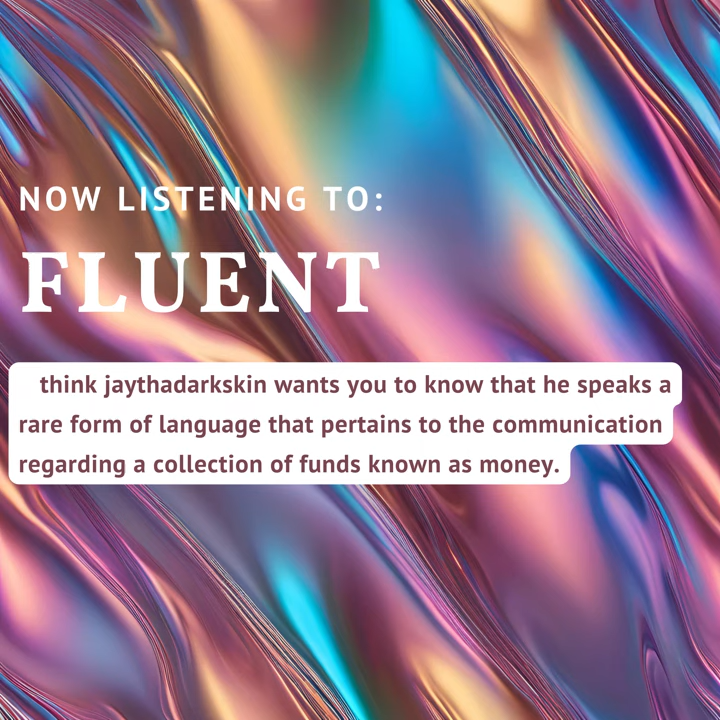 NOW LISTENING TO:
FLUENT
think jaythadarkskin wants you to know that he speaks a
rare form of language that pertains to the communication
regarding a collection of funds known as money.